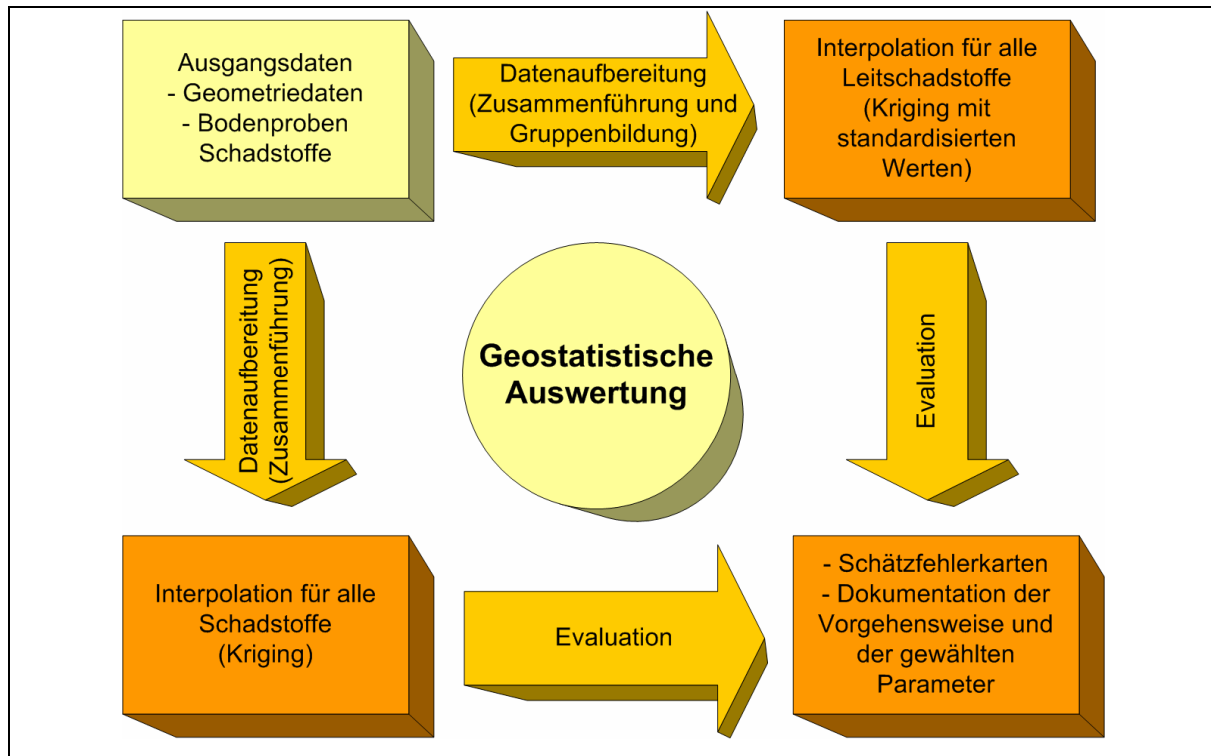 Ausgangsdaten
- Geometriedaten
- Bodenproben
Schadstoffe
Datenaufbereitung
(Zusammenführung und
Gruppenbildung)
Interpolation für alle
Leitschadstoffe
(Kriging mit
standardisierten
Werten)
Datenaufbereitung
(Zusammenführung)
Geostatistische
Auswertung
Evaluation
Interpolation für alle
Schadstoffe
(Kriging)
Evaluation
- Schätzfehlerkarten
- Dokumentation der
Vorgehensweise und
der gewählten
Parameter